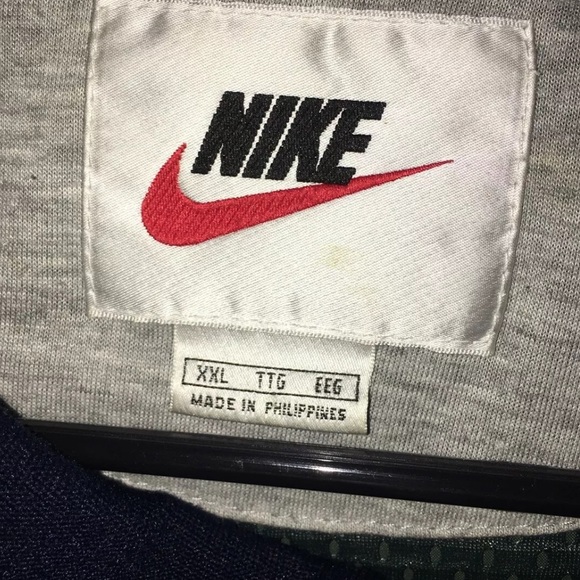 NIKE
XXL TTG EEG
MADE IN PHILIPPINES